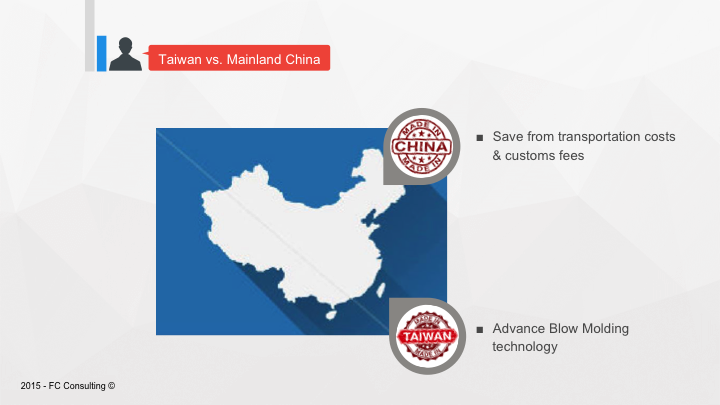 Taiwan vs. Mainland China
MADE IN
CHINA
MADE IN
■ Save from transportation costs
& customs fees
MADE IN
TAIWAN
MADE IN
■ Advance Blow Molding
technology
2015 - FC Consulting ©